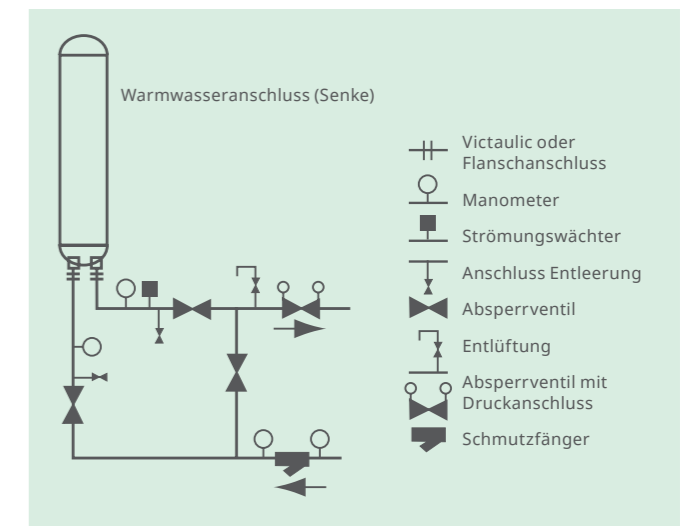 Warmwasseranschluss (Senke)
Victaulic oder
Flanschanschluss
Manometer
Strömungswächter
Anschluss Entleerung
Absperrventil
Entlüftung
Absperrventil mit
Druckanschluss
Schmutzfänger